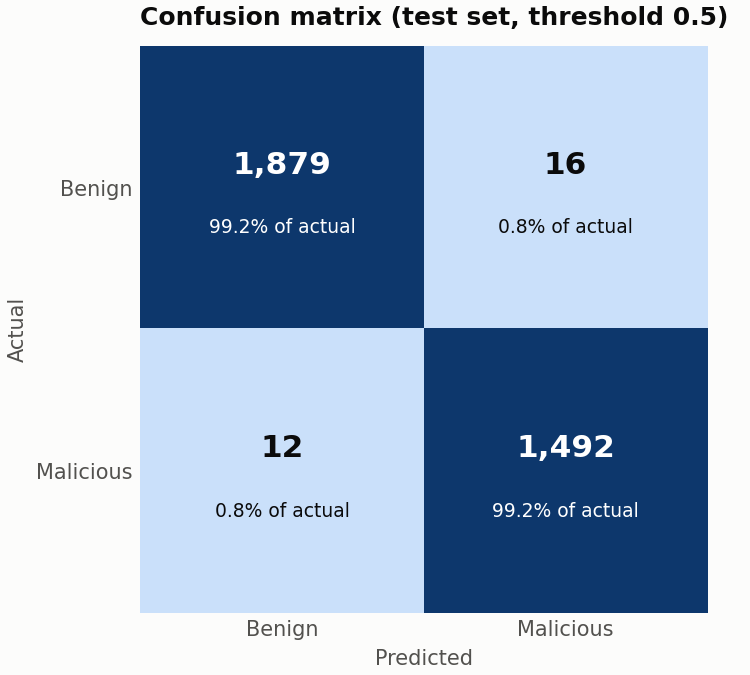 Confusion matrix (test set, threshold 0.5)
1,879
16
Benign
99.2% of actual
0.8% of actual
Actual
12
1,492
Malicious
0.8% of actual
99.2% of actual
Benign
Malicious
Predicted